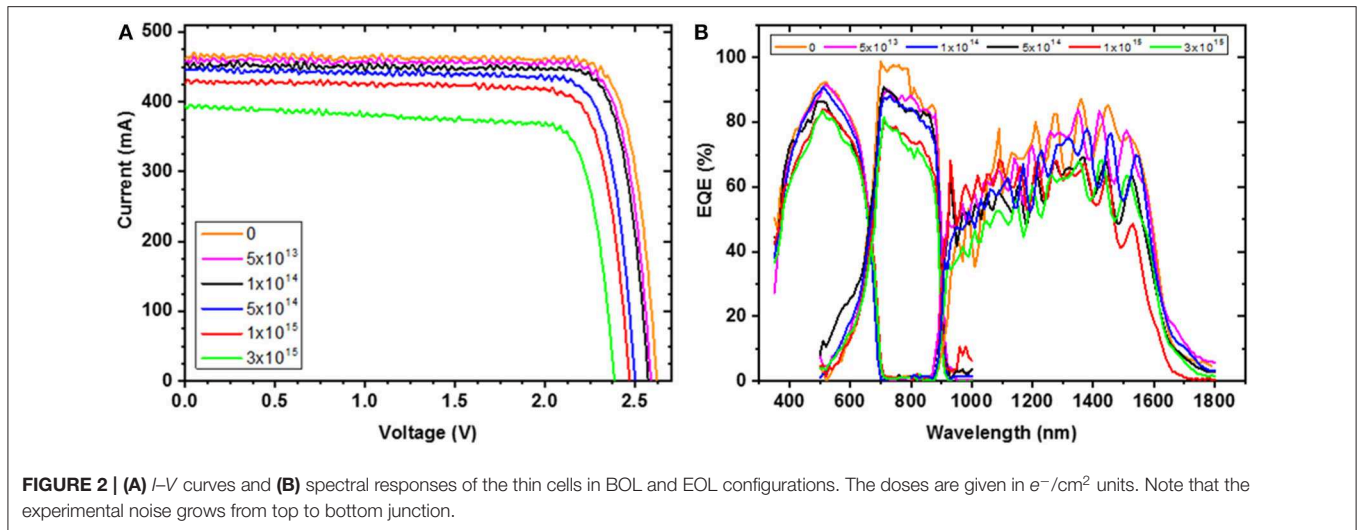 A
500
400
300
200
100
0
Current (mA)
0
5x10¹³
1x10¹⁴
5x10¹⁴
1x10¹⁵
3x10¹⁵
0.0 0.5 1.0 1.5 2.0 2.5
Voltage (V)
B
0 5x10¹³ 1x10¹⁴ 5x10¹⁴ 1x10¹⁵ 3x10¹⁵
100
80
60
40
20
0
EQE (%)
400 600 800 1000 1200 1400 1600 1800
Wavelength (nm)
FIGURE 2 | (A) I–V curves and (B) spectral responses of the thin cells in BOL and EOL configurations. The doses are given in e⁻/cm² units. Note that the
experimental noise grows from top to bottom junction.